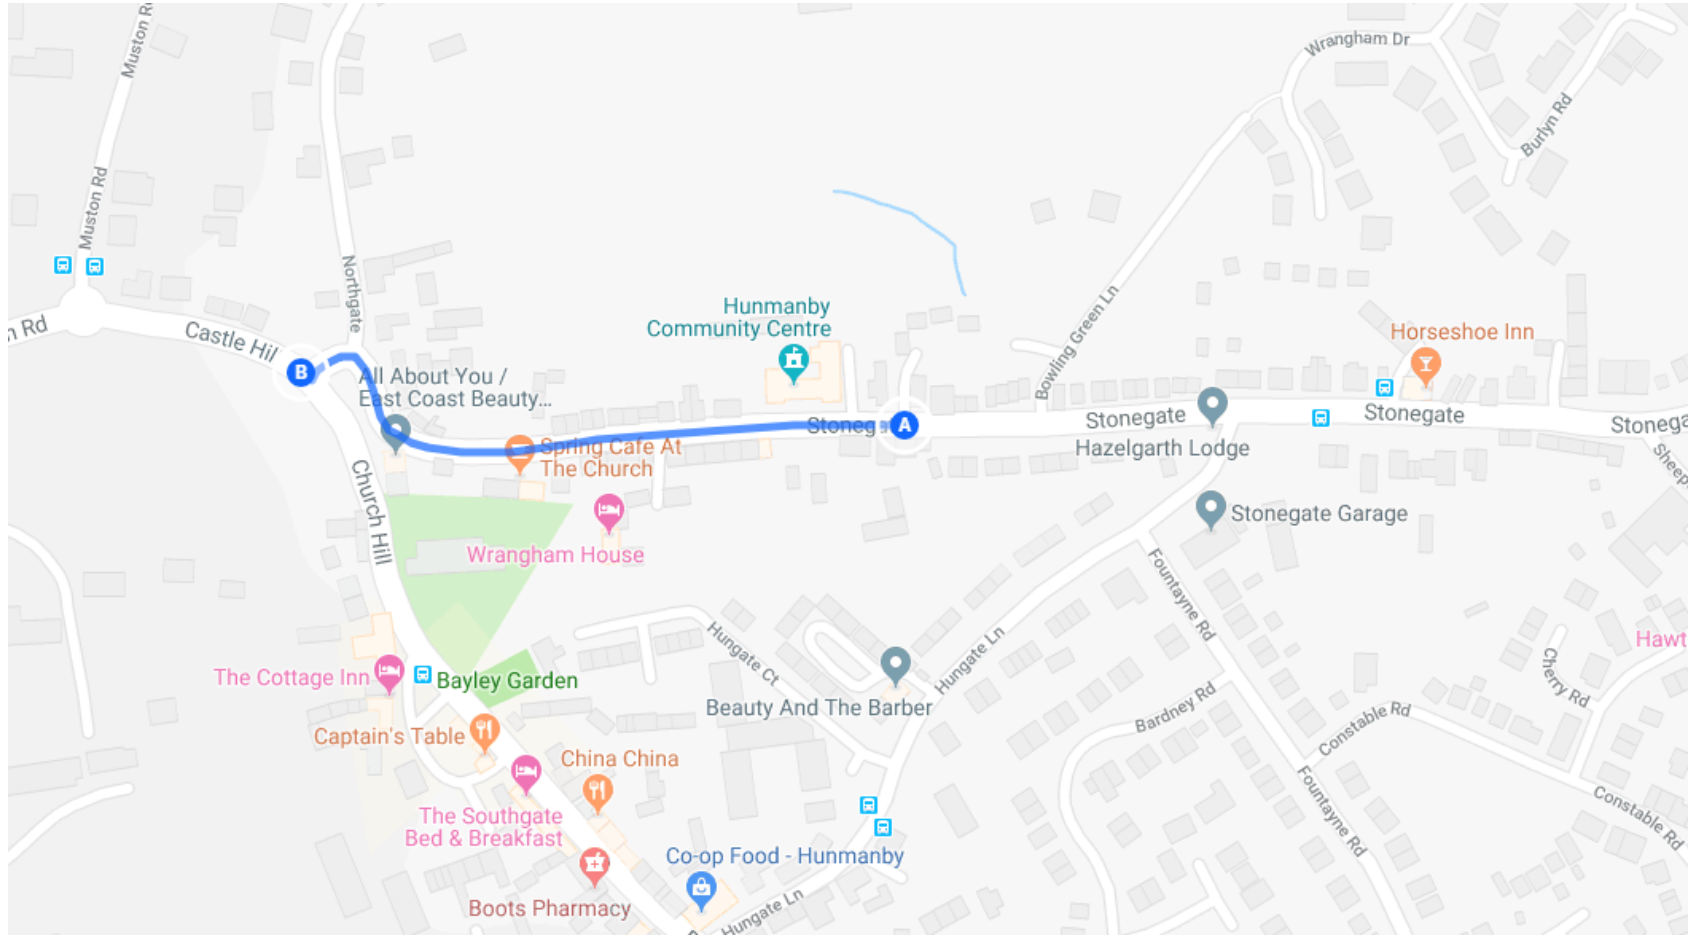 Muston R
Muston Rd
Wrangham Dr
Burlyn Rd
Northgate
n Rd
Castle Hil
B
Hunmanby
Community Centre
Bowling Green Ln
Horseshoe Inn
All About You /
East Coast Beauty...
Stoneg
A
Stonegate
Stonegate
Stonega
Hazelgarth Lodge
Spring Cafe At
The Church
Sheep
Church Hill
Wrangham House
Stonegate Garage
Fountayne Rd
Hungate Ct
Hungate Ln
Hawt
Cherry Rd
The Cottage Inn
Bayley Garden
Beauty And The Barber
Bardney Rd
Constable Rd
Captain's Table
China China
Fountayne Rd
Constable Rd
The Southgate
Bed & Breakfast
Co-op Food - Hunmanby
Boots Pharmacy
Hungate Ln